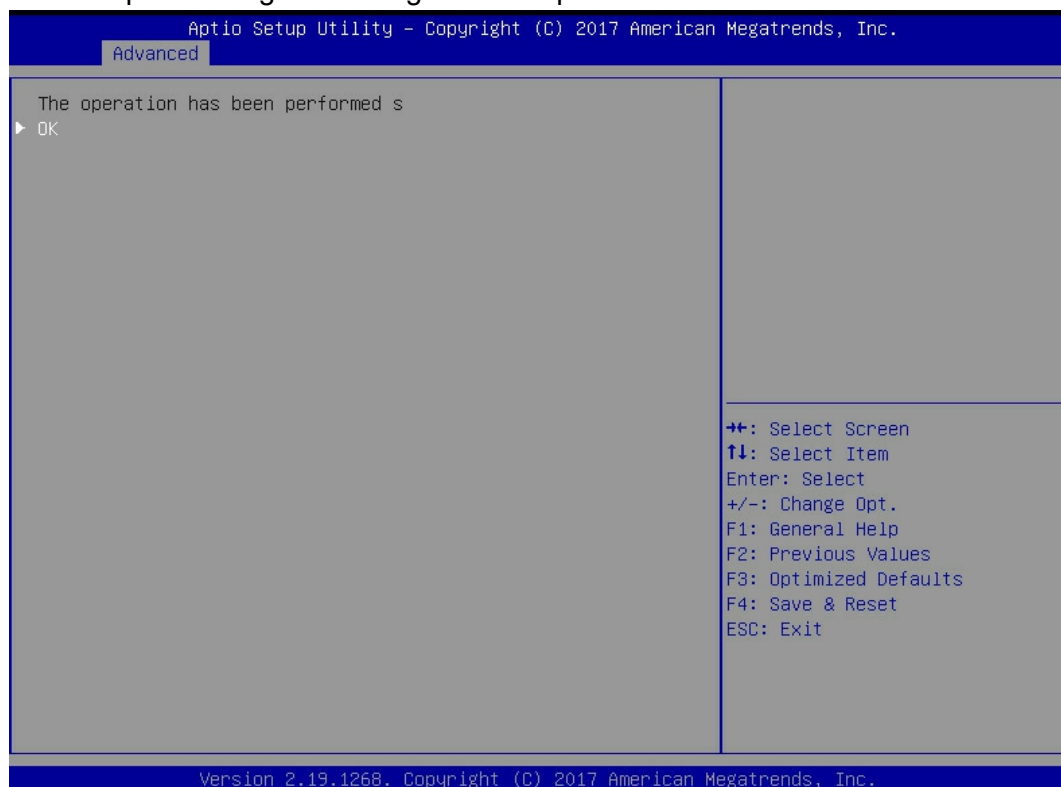 Aptio Setup Utility – Copyright (C) 2017 American Megatrends, Inc.
Advanced
The operation has been performed s
OK
: Select Screen
↑↓: Select Item
Enter: Select
+/-: Change Opt.
F1: General Help
F2: Previous Values
F3: Optimized Defaults
F4: Save & Reset
ESC: Exit
Version 2.19.1268. Copyright (C) 2017 American Megatrends, Inc.